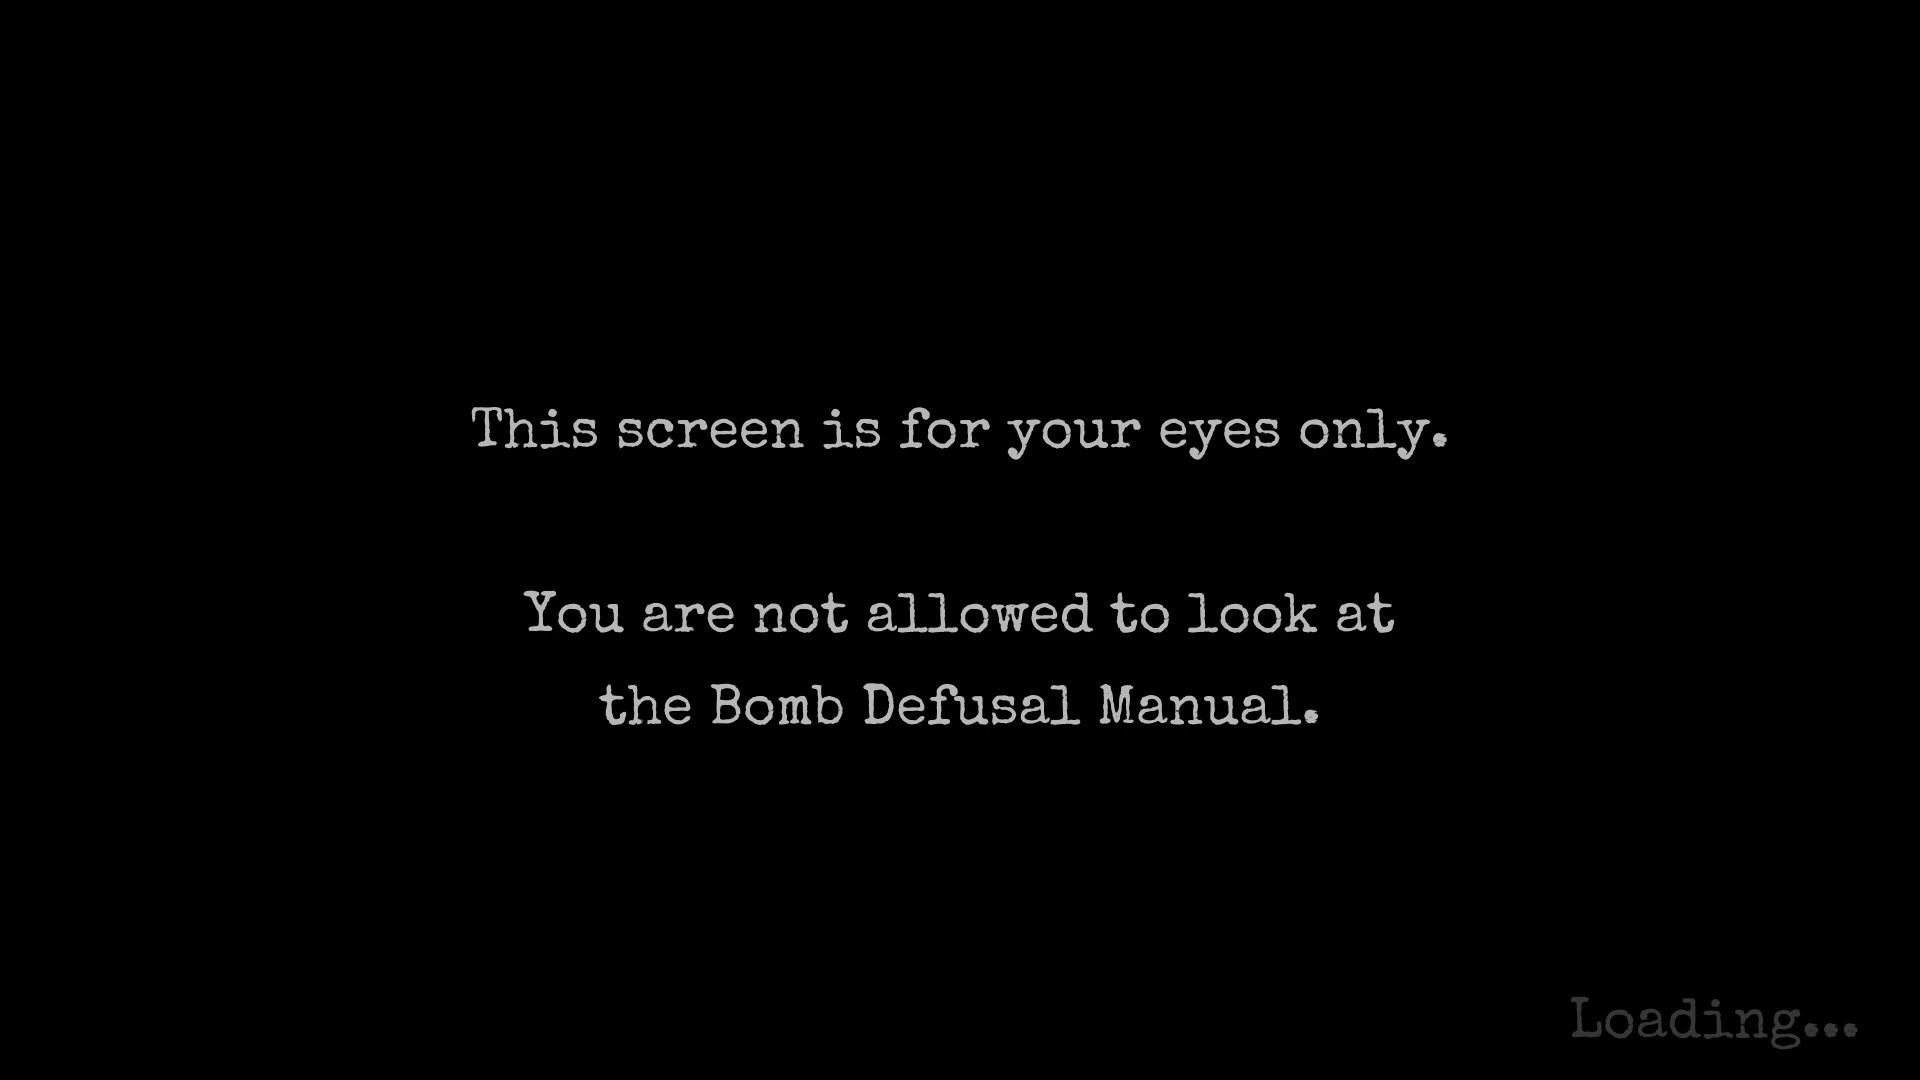 This screen is for your eyes only.
You are not allowed to look at
the Bomb Defusal Manual.
Loading...